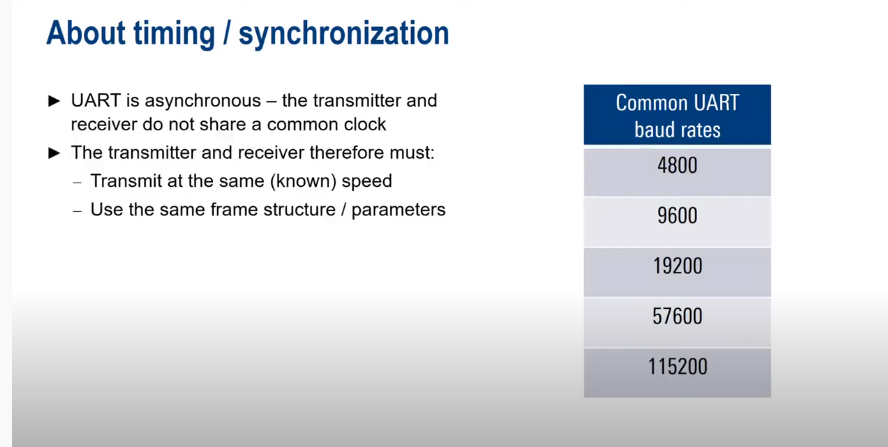 About timing / synchronization
► UART is asynchronous – the transmitter and
receiver do not share a common clock
► The transmitter and receiver therefore must:
– Transmit at the same (known) speed
– Use the same frame structure / parameters
Common UART
baud rates
4800
9600
19200
57600
115200